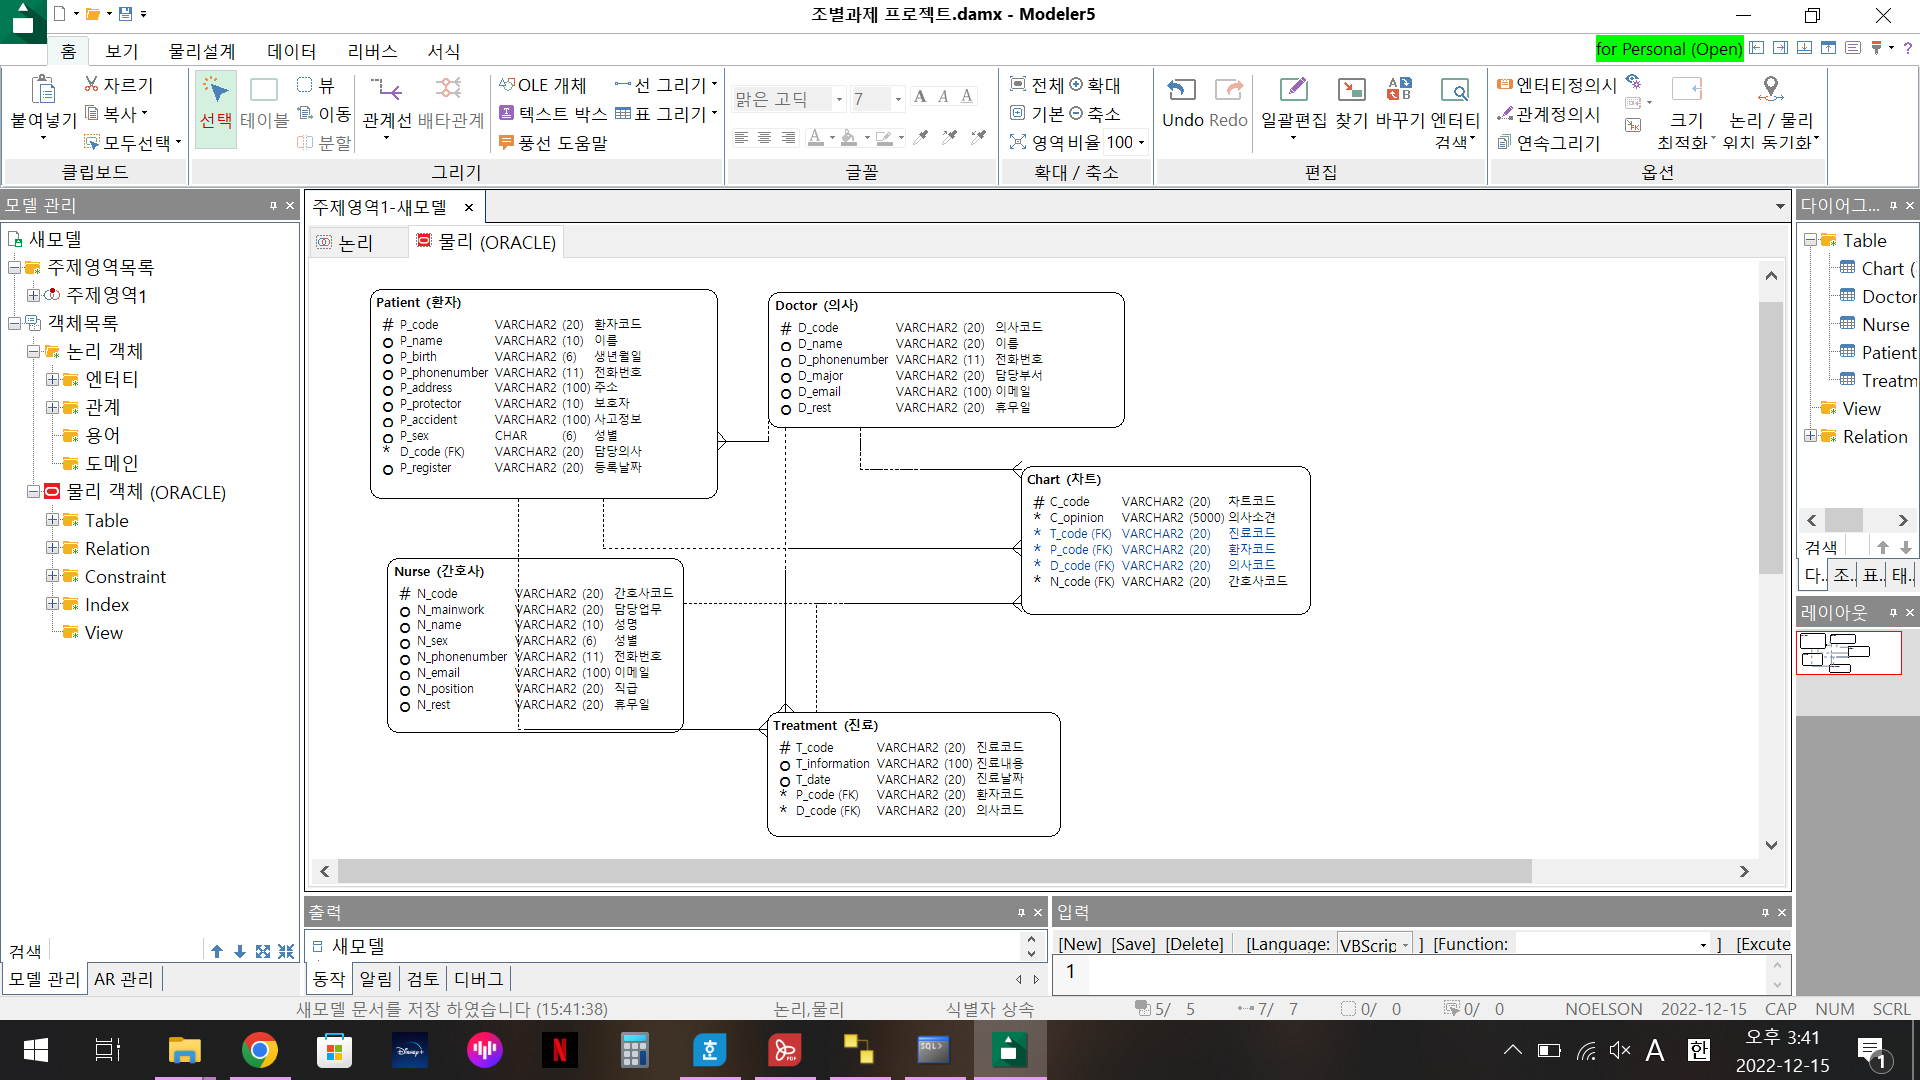 조별과제 프로젝트.damx - Modeler5
홈 보기 물리설계 데이터 리버스 서식
for Personal (Open)
붙여넣기
자르기
복사
모두선택
클립보드
선택
테이블
뷰
이동
분할
관계선
배타관계
OLE 개체
텍스트 박스
풍선 도움말
선 그리기
표 그리기
그리기
맑은 고딕 7
A A A
글꼴
전체 확대
기본 축소
영역비율 100
확대 / 축소
Undo Redo
일괄편집
찾기
바꾸기
엔터티
검색
편집
엔터티정의시
관계정의시
연속그리기
크기
최적화
논리 / 물리
위치 동기화
옵션
모델 관리
새모델
주제영역목록
주제영역1
객체목록
논리 객체
엔터티
관계
용어
도메인
물리 객체 (ORACLE)
Table
Relation
Constraint
Index
View
검색
모델 관리 AR 관리
주제영역1-새모델
논리
물리 (ORACLE)
Patient (환자)
# P_code VARCHAR2 (20) 환자코드
P_name VARCHAR2 (10) 이름
P_birth VARCHAR2 (6) 생년월일
P_phonenumber VARCHAR2 (11) 전화번호
P_address VARCHAR2 (100) 주소
P_protector VARCHAR2 (10) 보호자
P_accident VARCHAR2 (100) 사고정보
P_sex CHAR (6) 성별
* D_code (FK) VARCHAR2 (20) 담당의사
P_register VARCHAR2 (20) 등록날짜
Doctor (의사)
# D_code VARCHAR2 (20) 의사코드
D_name VARCHAR2 (20) 이름
D_phonenumber VARCHAR2 (11) 전화번호
D_major VARCHAR2 (20) 담당부서
D_email VARCHAR2 (100) 이메일
D_rest VARCHAR2 (20) 휴무일
Chart (차트)
# C_code VARCHAR2 (20) 차트코드
* C_opinion VARCHAR2 (5000) 의사소견
* T_code (FK) VARCHAR2 (20) 진료코드
* P_code (FK) VARCHAR2 (20) 환자코드
* D_code (FK) VARCHAR2 (20) 의사코드
* N_code (FK) VARCHAR2 (20) 간호사코드
Nurse (간호사)
# N_code VARCHAR2 (20) 간호사코드
N_mainwork VARCHAR2 (20) 담당업무
N_name VARCHAR2 (10) 성명
N_sex VARCHAR2 (6) 성별
N_phonenumber VARCHAR2 (11) 전화번호
N_email VARCHAR2 (100) 이메일
N_position VARCHAR2 (20) 직급
N_rest VARCHAR2 (20) 휴무일
Treatment (진료)
# T_code VARCHAR2 (20) 진료코드
T_information VARCHAR2 (100) 진료내용
T_date VARCHAR2 (20) 진료날짜
* P_code (FK) VARCHAR2 (20) 환자코드
* D_code (FK) VARCHAR2 (20) 의사코드
다이어그...
Table
Chart (
Doctor
Nurse
Patient
Treatm
View
Relation
검색
다.. 조.. 표.. 태.
레이아웃
출력
새모델
동작 알림 검토 디버그
입력
[New] [Save] [Delete] [Language: VBScrip ] [Function: ] [Excute
1
새모델 문서를 저장 하였습니다 (15:41:38)
논리,물리
식별자 상속
5/ 5 7/ 7 0/ 0 0/ 0
NOELSON 2022-12-15 CAP NUM SCRL
Disney+
N
호
PDF
SQL>
A 한
오후 3:41
2022-12-15
1